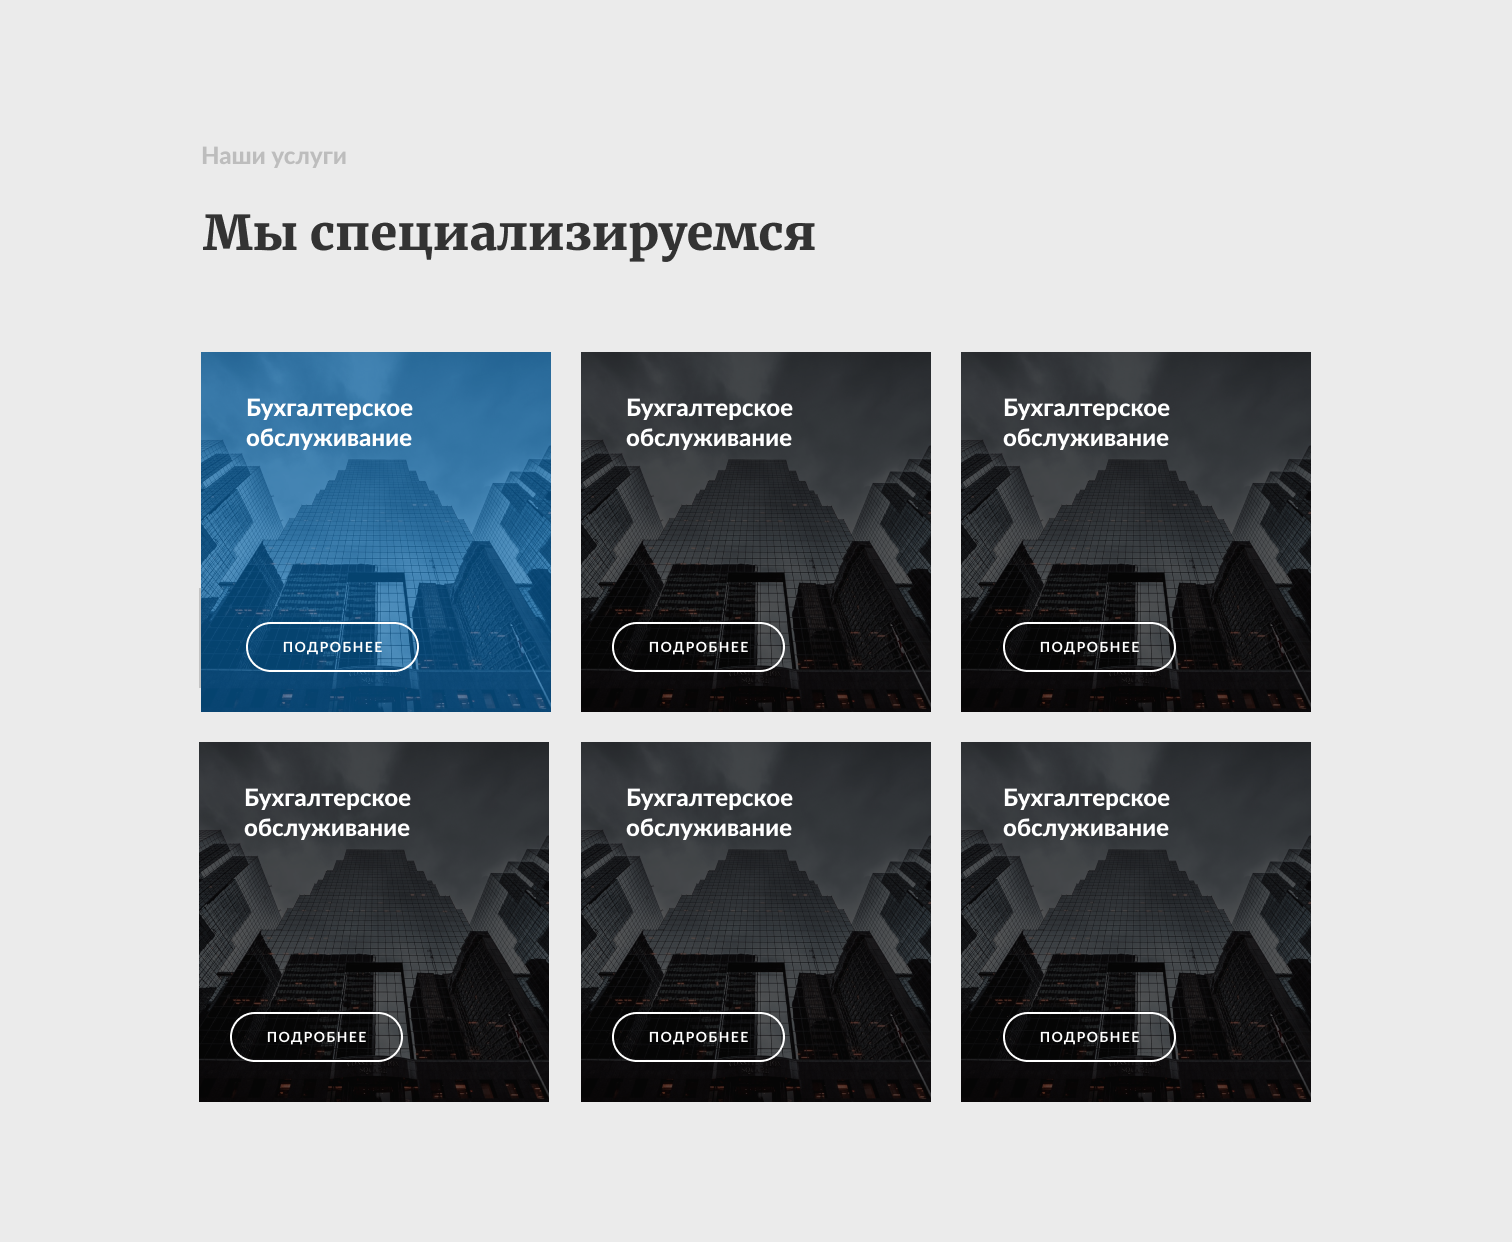 Наши услуги
Мы специализируемся
Бухгалтерское
обслуживание
ПОДРОБНЕЕ
Бухгалтерское
обслуживание
ПОДРОБНЕЕ
Бухгалтерское
обслуживание
ПОДРОБНЕЕ
Бухгалтерское
обслуживание
ПОДРОБНЕЕ
Бухгалтерское
обслуживание
ПОДРОБНЕЕ
Бухгалтерское
обслуживание
ПОДРОБНЕЕ